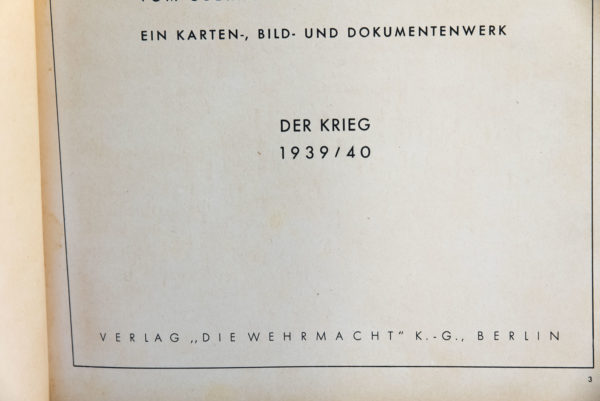 EIN KARTEN-, BILD- UND DOKUMENTENWERK
DER KRIEG
1939/40
VERLAG „DIE WEHRMACHT" K.-G., BERLIN
3